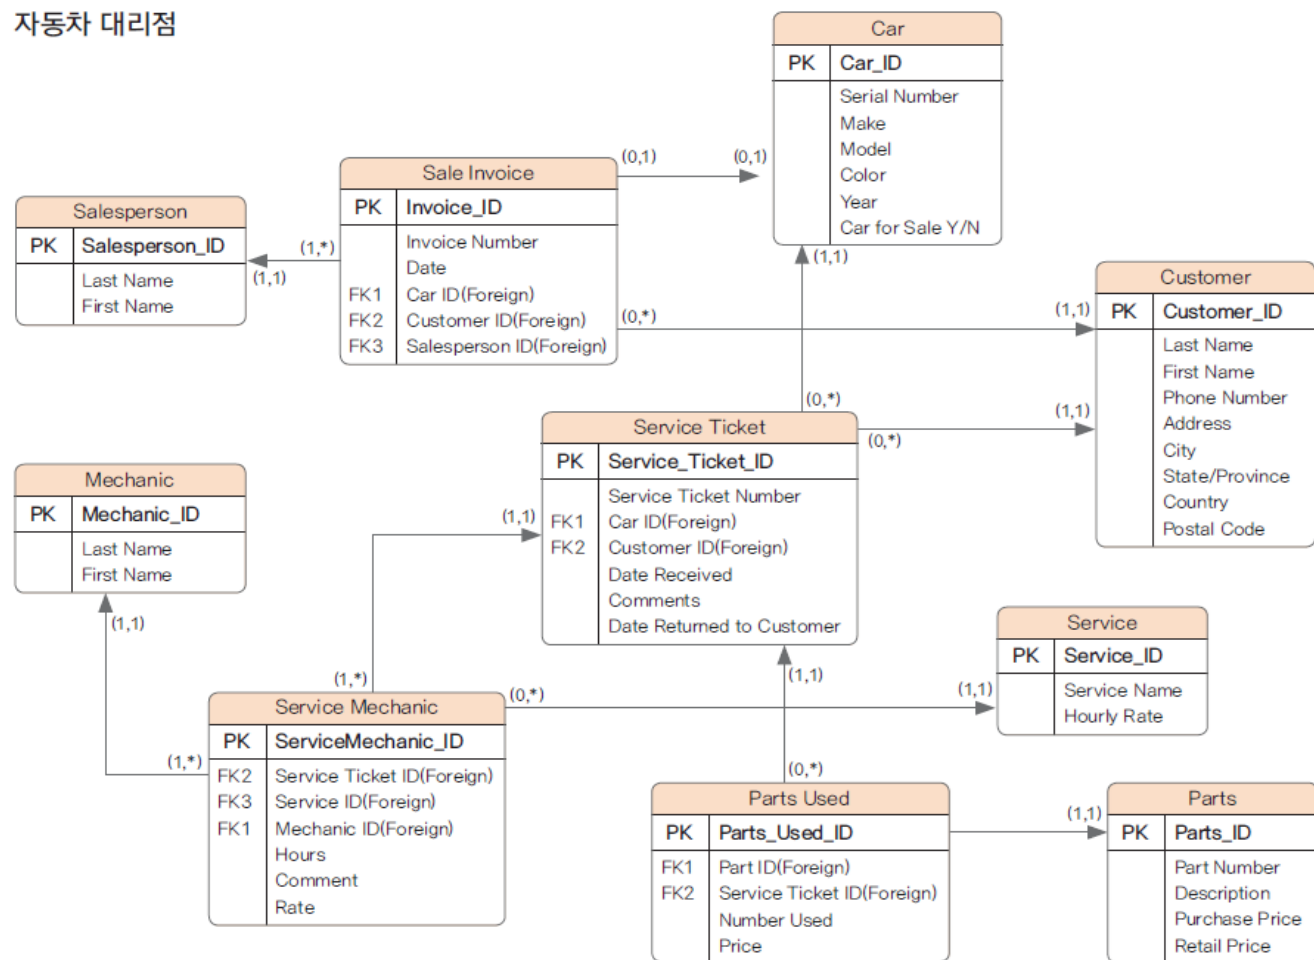 자동차 대리점
Car
PK Car_ID
Serial Number
Make
Model
Color
Year
Car for Sale Y/N
(0,1) (0,1)
Sale Invoice
PK Invoice_ID
Invoice Number
Date
FK1 Car ID(Foreign)
FK2 Customer ID(Foreign)
FK3 Salesperson ID(Foreign)
Salesperson
PK Salesperson_ID
Last Name
First Name
(1,*)
(1,1)
(1,1)
(0,*) (1,1)
Customer
PK Customer_ID
Last Name
First Name
Phone Number
Address
City
State/Province
Country
Postal Code
(0,*)
(0,*) (1,1)
Service Ticket
PK Service_Ticket_ID
Service Ticket Number
FK1 Car ID(Foreign)
FK2 Customer ID(Foreign)
Date Received
Comments
Date Returned to Customer
Mechanic
PK Mechanic_ID
Last Name
First Name
(1,1)
(1,1)
(1,*)
(1,*)
(0,*) (1,1)
(1,1)
Service
PK Service_ID
Service Name
Hourly Rate
Service Mechanic
PK ServiceMechanic_ID
FK2 Service Ticket ID(Foreign)
FK3 Service ID(Foreign)
FK1 Mechanic ID(Foreign)
Hours
Comment
Rate
(0,*)
Parts Used
PK Parts_Used_ID
FK1 Part ID(Foreign)
FK2 Service Ticket ID(Foreign)
Number Used
Price
(1,1)
Parts
PK Parts_ID
Part Number
Description
Purchase Price
Retail Price